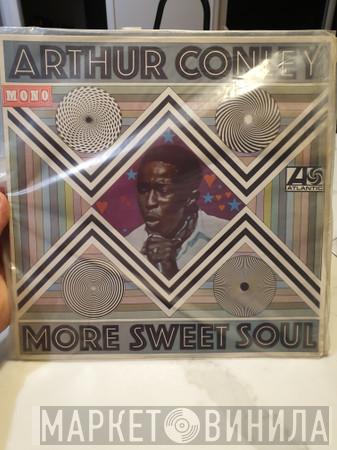 ARTHUR CONLEY
MONO
ATLANTIC
MORE SWEET SOUL
МАРКЕТ ВИНИЛА